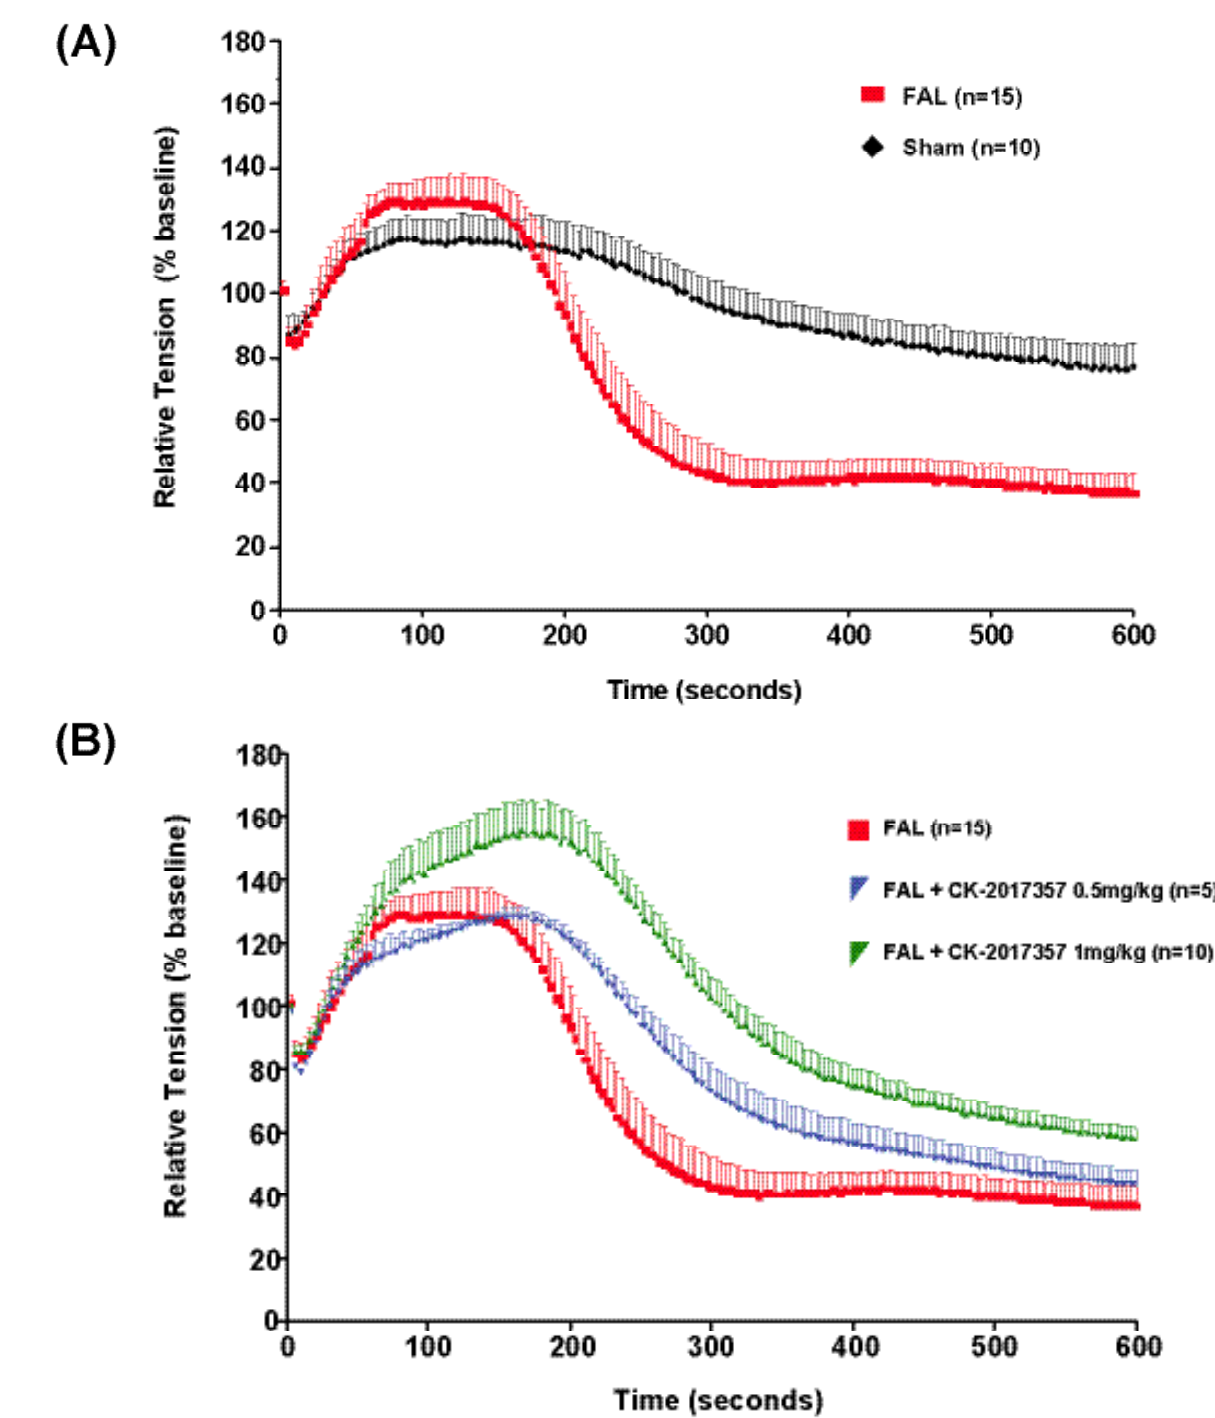 (A)
180
160
140
120
100
80
60
40
20
0
Relative Tension (% baseline)
FAL (n=15)
Sham (n=10)
0 100 200 300 400 500 600
Time (seconds)
(B)
180
160
140
120
100
80
60
40
20
0
Relative Tension (% baseline)
FAL (n=15)
FAL + CK-2017357 0.5mg/kg (n=5)
FAL + CK-2017357 1mg/kg (n=10)
0 100 200 300 400 500 600
Time (seconds)